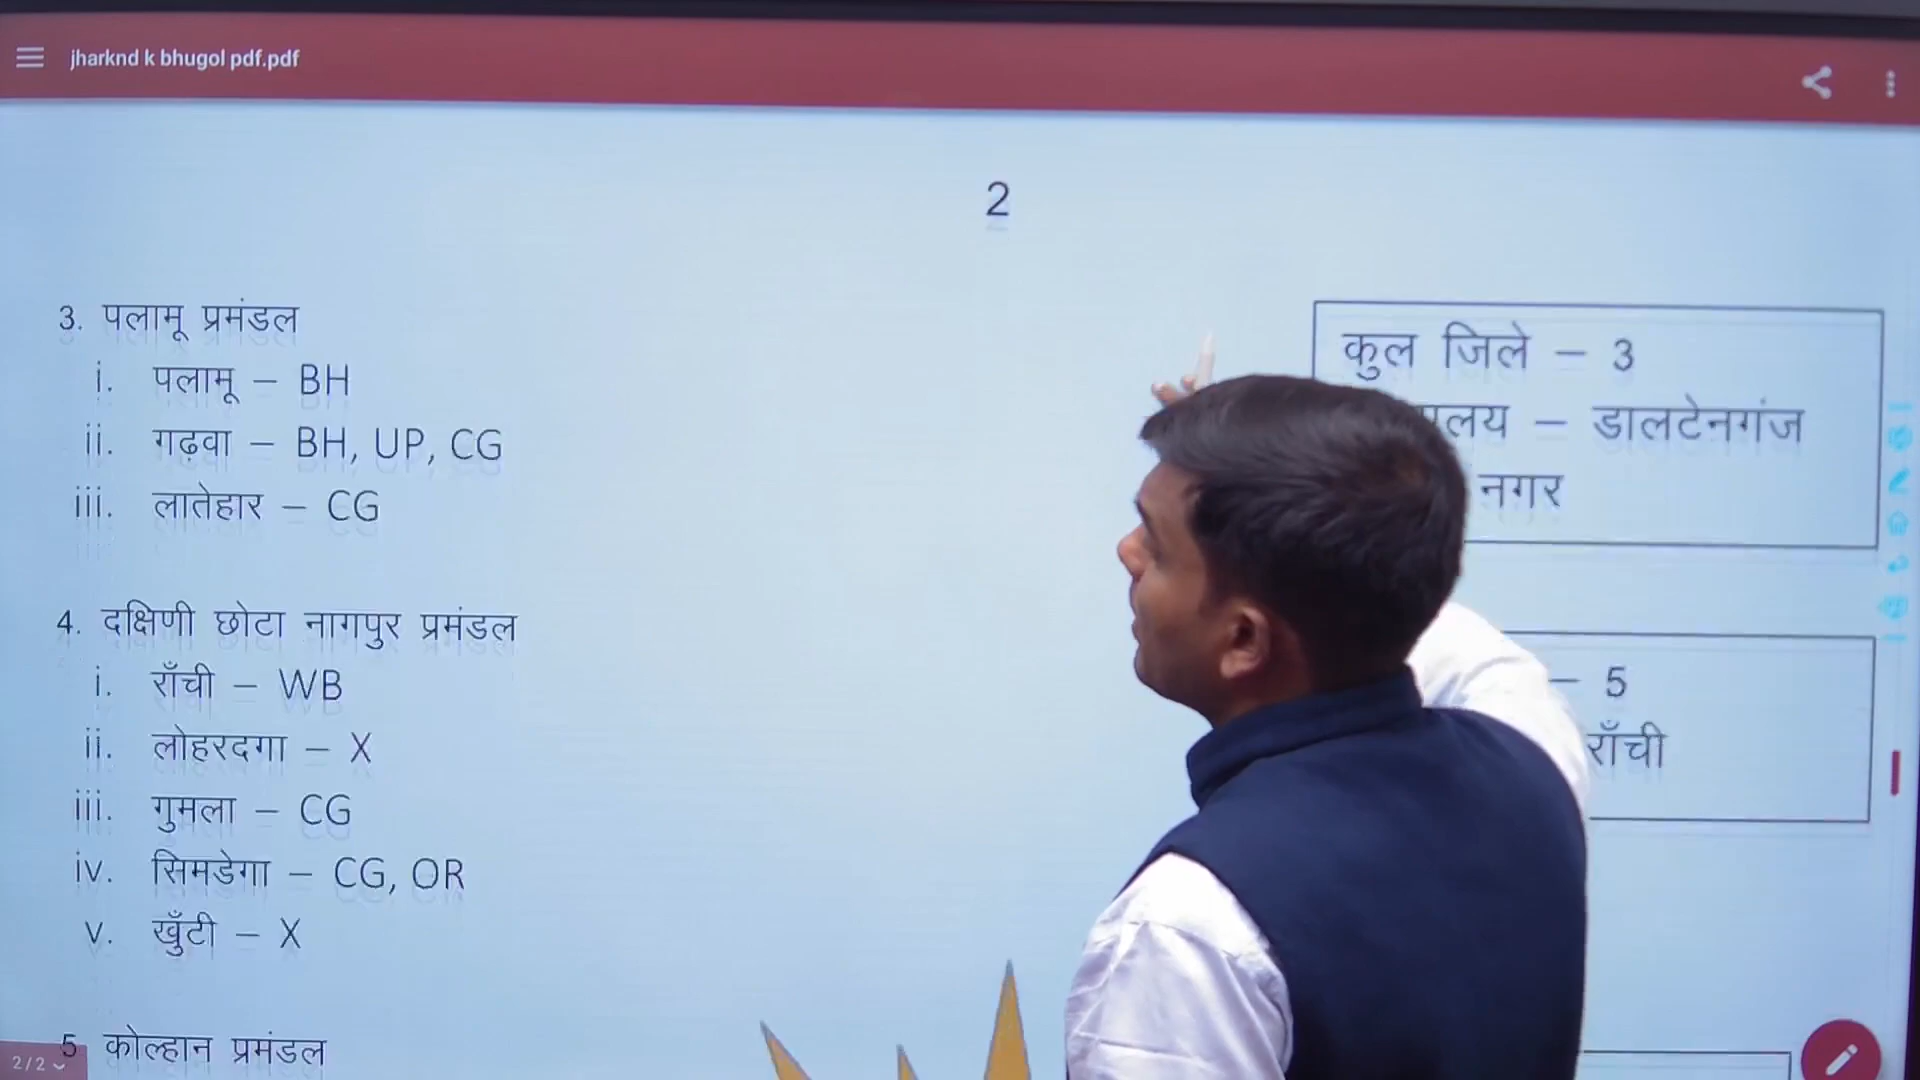 jharknd k bhugol pdf.pdf
2
3. पलामू प्रमंडल
i. पलामू – BH
ii. गढ़वा – BH, UP, CG
iii. लातेहार – CG
कुल जिले – 3
– डालटेनगंज
नगर
4. दक्षिणी छोटा नागपुर प्रमंडल
i. राँची – WB
ii. लोहरदगा – X
iii. गुमला – CG
iv. सिमडेगा – CG, OR
v. खुँटी – X
– 5
राँची
5 कोल्हान प्रमंडल
2/2